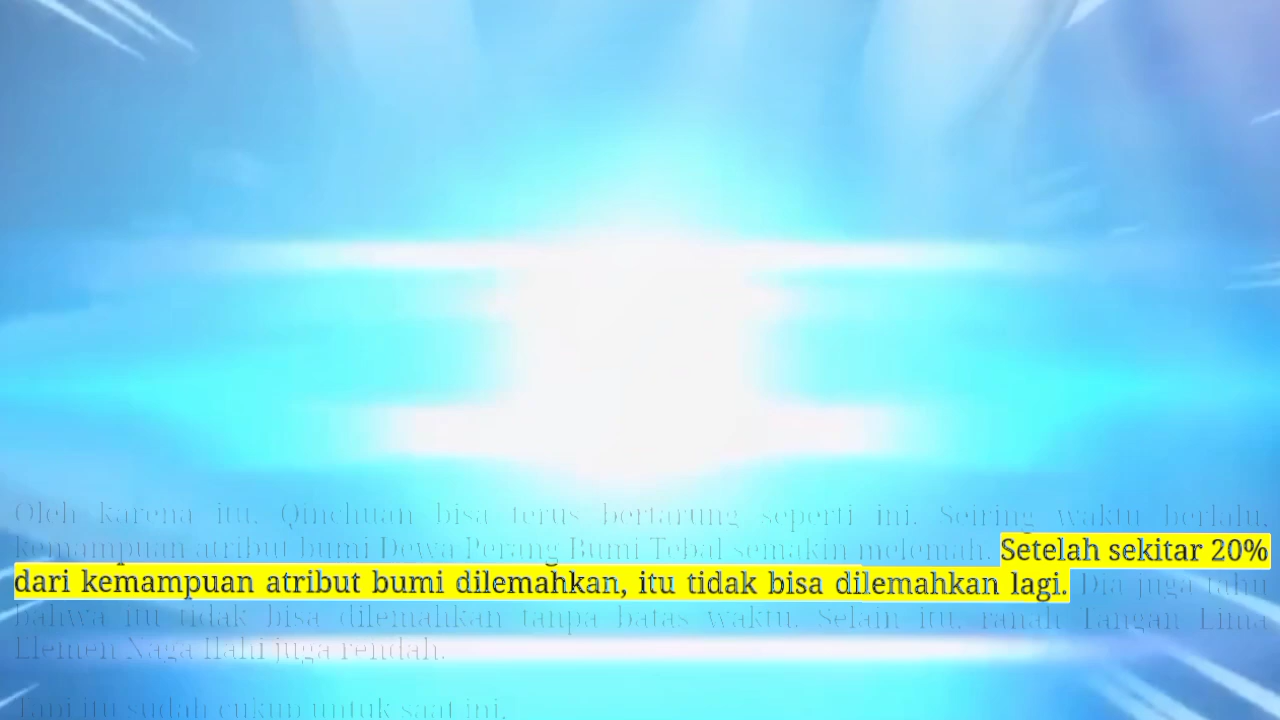 Oleh karena itu, Qinchuan bisa terus bertarung seperti ini. Seiring waktu berlalu,
kemampuan atribut bumi Dewa Perang Bumi Tebal semakin melemah. Setelah sekitar 20%
dari kemampuan atribut bumi dilemahkan, itu tidak bisa dilemahkan lagi. Dia juga tahu
bahwa itu tidak bisa dilemahkan tanpa batas waktu. Selain itu, ranah Tangan Lima
Elemen Naga Ilahi juga rendah.
Tapi itu sudah cukup untuk saat ini.